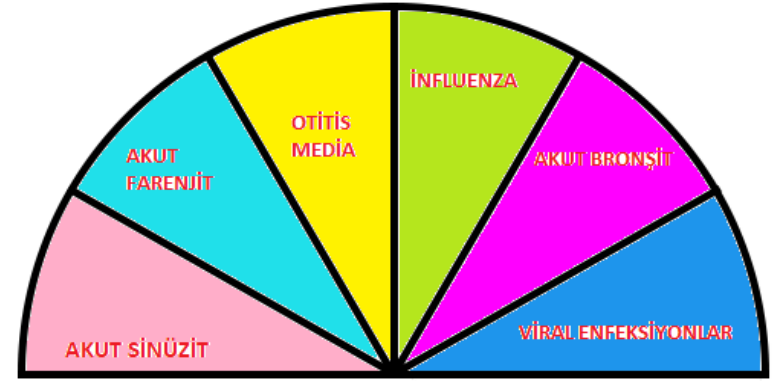 AKUT SİNÜZİT
AKUT
FARENJİT
OTİTİS
MEDİA
İNFLUENZA
AKUT BRONŞİT
VİRAL ENFEKSİYONLAR